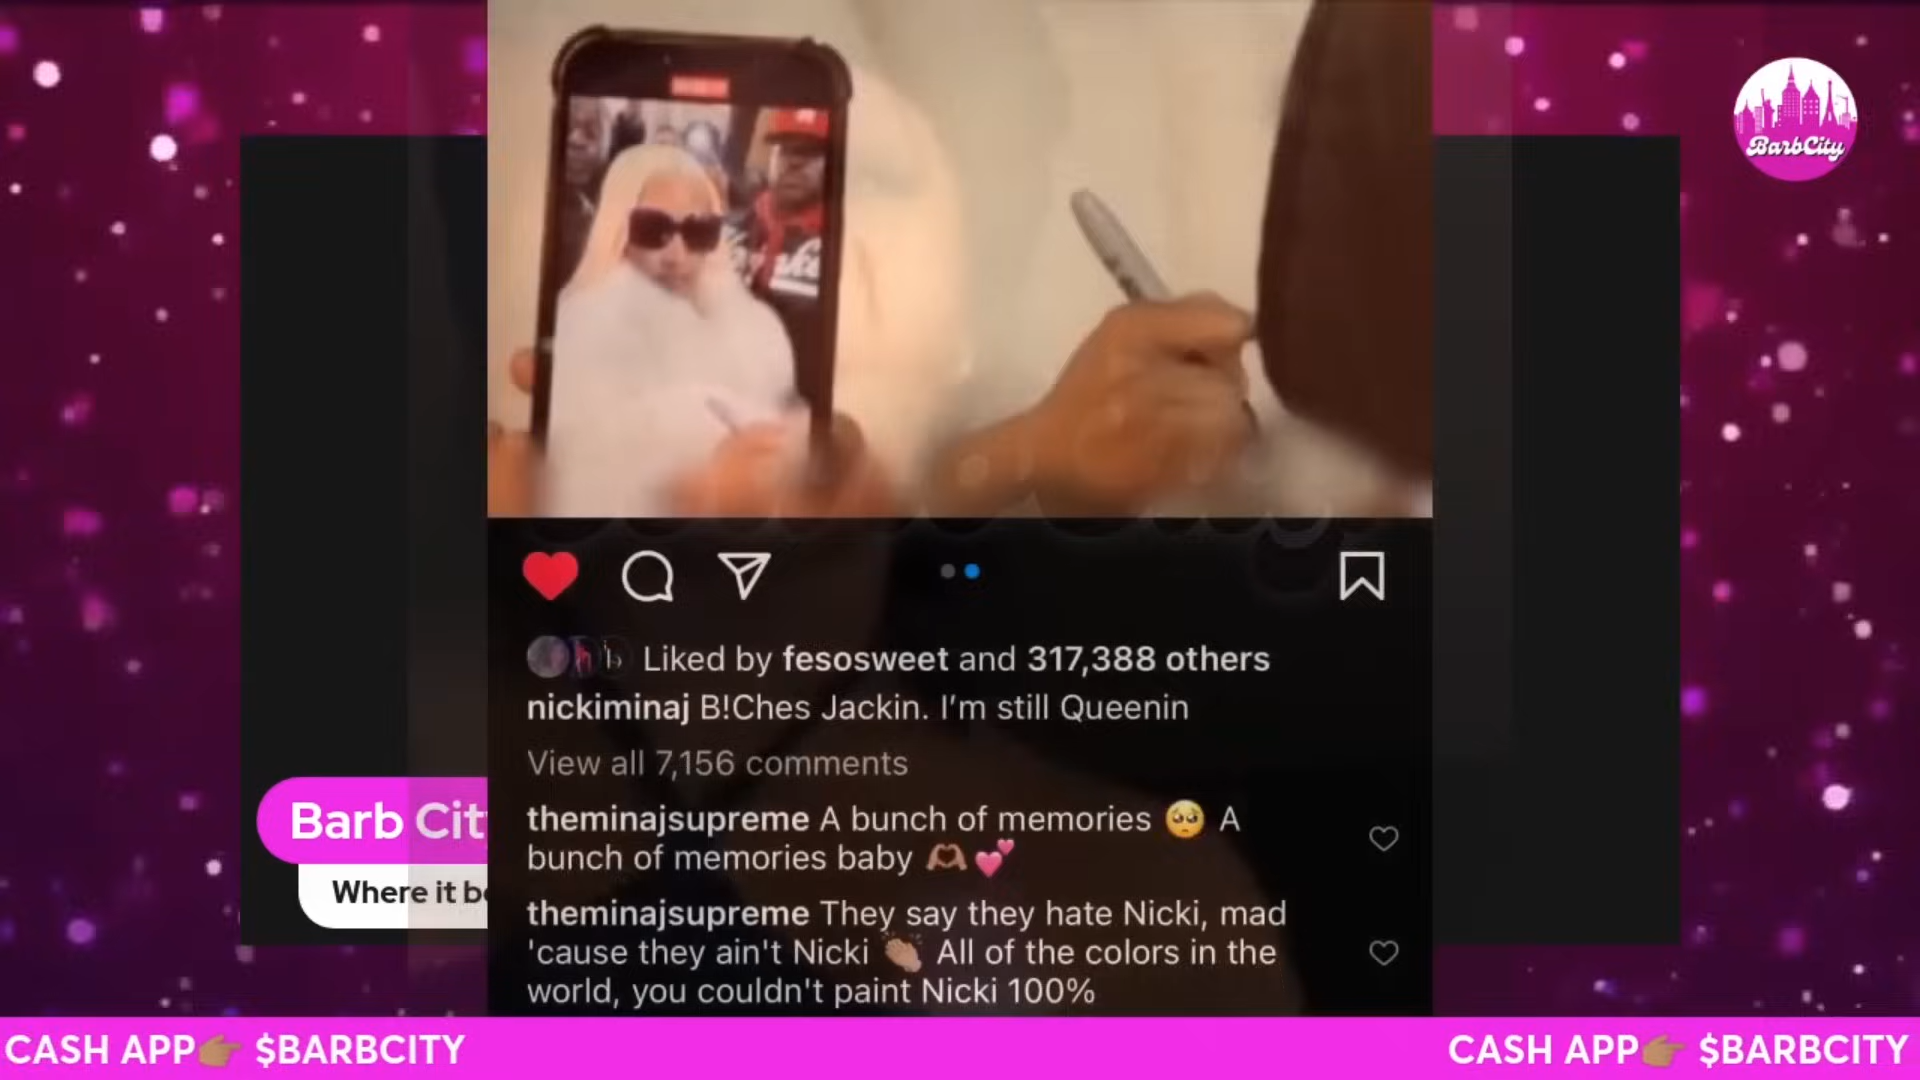 BarbCity
Liked by fesosweet and 317,388 others
nickiminaj B!Ches Jackin. I'm still Queenin
View all 7,156 comments
theminajsupreme A bunch of memories 🥺 A
bunch of memories baby 🫶🏽 💕
theminajsupreme They say they hate Nicki, mad
'cause they ain't Nicki 👏🏼 All of the colors in the
world, you couldn't paint Nicki 100%
Barb Cit
Where it
CASH APP👉🏽 $BARBCITY
CASH APP👉🏽 $BARBCITY